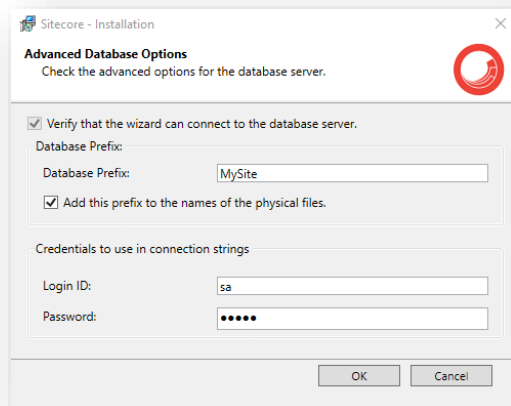 Sitecore - Installation
Advanced Database Options
Check the advanced options for the database server.
Verify that the wizard can connect to the database server.
Database Prefix:
Database Prefix: MySite
Add this prefix to the names of the physical files.
Credentials to use in connection strings
Login ID: sa
Password: •••••
OK Cancel